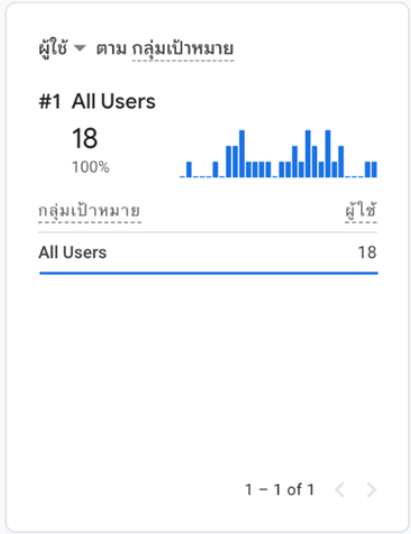 ผู้ใช้ ตาม กลุ่มเป้าหมาย
#1 All Users
18
100%
กลุ่มเป้าหมาย ผู้ใช้
All Users 18
1 – 1 of 1